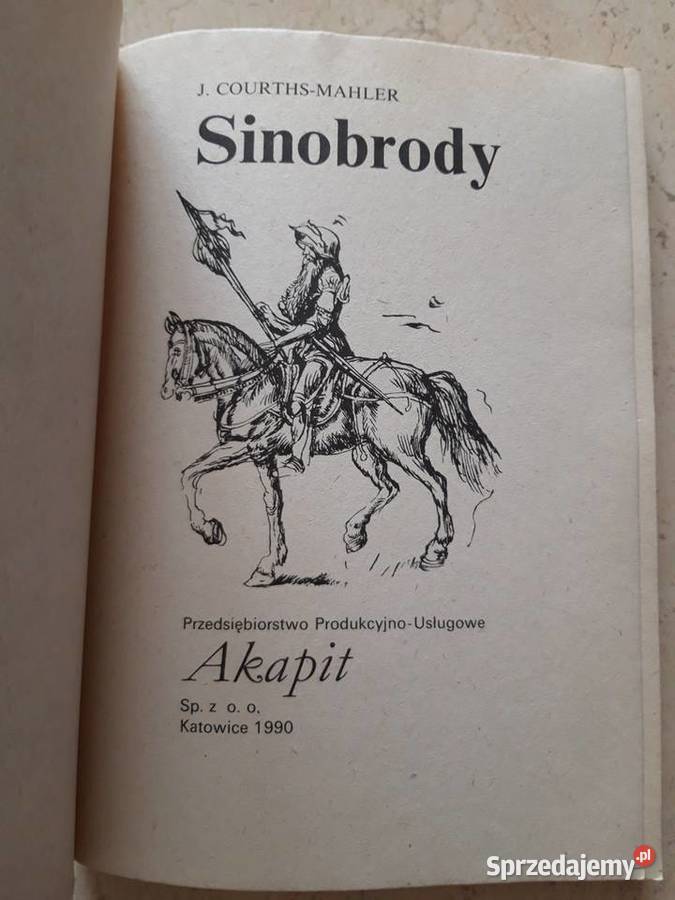 J. COURTHS-MAHLER
Sinobrody
Przedsiębiorstwo Produkcyjno-Usługowe
Akapit
Sp. z o. o.
Katowice 1990
Sprzedajemy.pl